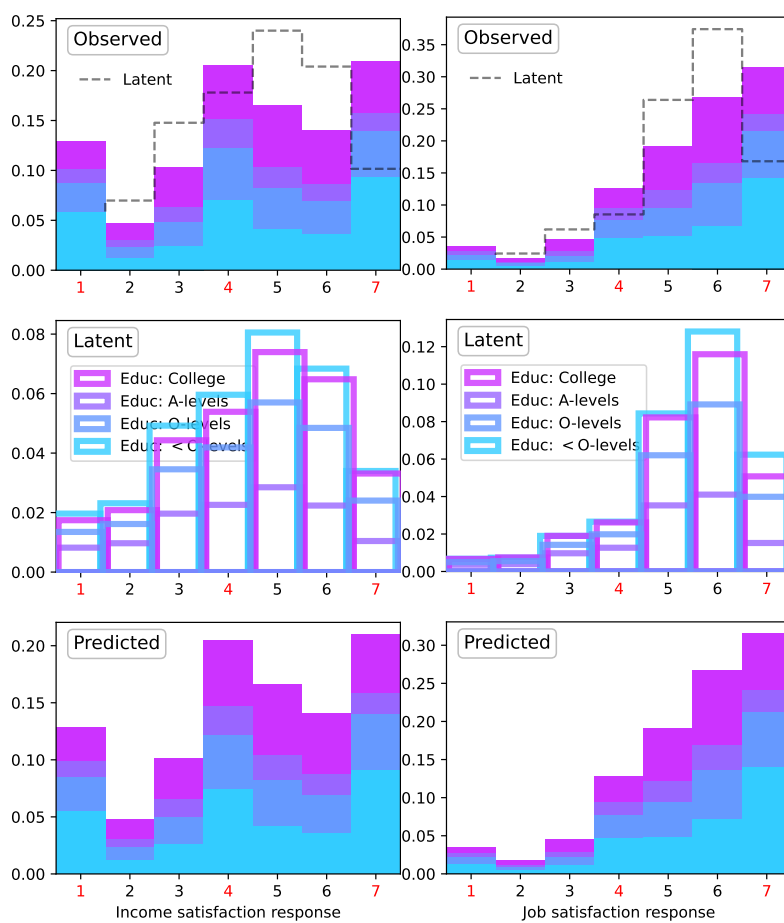 Observed
Latent
0.25
0.20
0.15
0.10
0.05
0.00
1 2 3 4 5 6 7
Observed
Latent
0.35
0.30
0.25
0.20
0.15
0.10
0.05
0.00
1 2 3 4 5 6 7
Latent
Educ: College
Educ: A-levels
Educ: O-levels
Educ: < O-levels
0.08
0.06
0.04
0.02
0.00
1 2 3 4 5 6 7
Latent
Educ: College
Educ: A-levels
Educ: O-levels
Educ: < O-levels
0.12
0.10
0.08
0.06
0.04
0.02
0.00
1 2 3 4 5 6 7
Predicted
0.20
0.15
0.10
0.05
0.00
1 2 3 4 5 6 7
Income satisfaction response
Predicted
0.30
0.25
0.20
0.15
0.10
0.05
0.00
1 2 3 4 5 6 7
Job satisfaction response